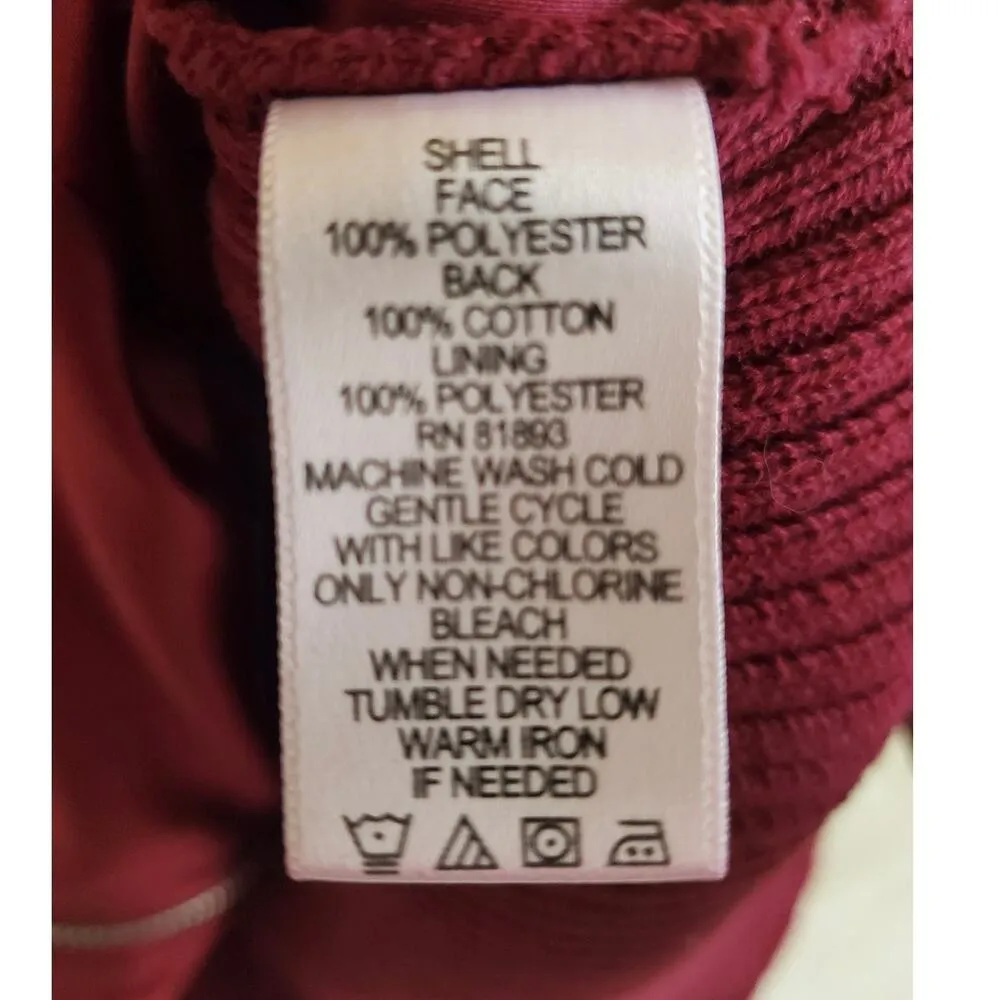 SHELL
FACE
100% POLYESTER
BACK
100% COTTON
LINING
100% POLYESTER
RN 81893
MACHINE WASH COLD
GENTLE CYCLE
WITH LIKE COLORS
ONLY NON-CHLORINE
BLEACH
WHEN NEEDED
TUMBLE DRY LOW
WARM IRON
IF NEEDED